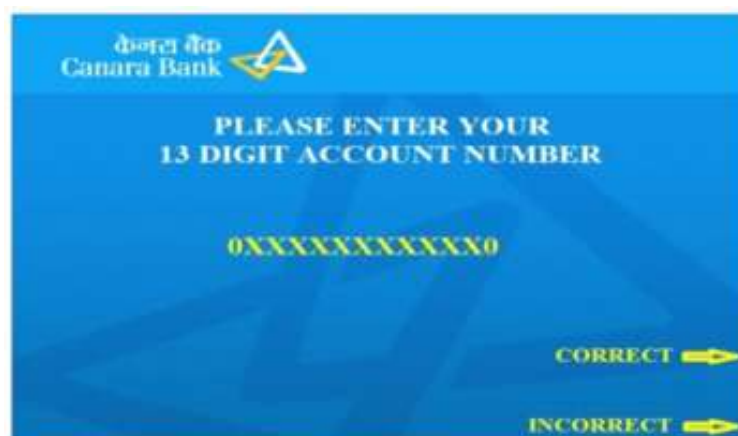 केनरा बैंक
Canara Bank
PLEASE ENTER YOUR
13 DIGIT ACCOUNT NUMBER
0XXXXXXXXXXX0
CORRECT
INCORRECT